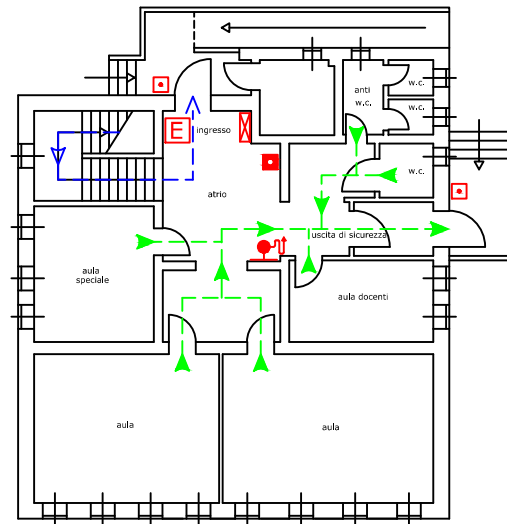 w.c.
anti
w.c.
w.c.
E
ingresso
w.c.
atrio
uscita di sicurezza
aula
speciale
aula docenti
aula
aula